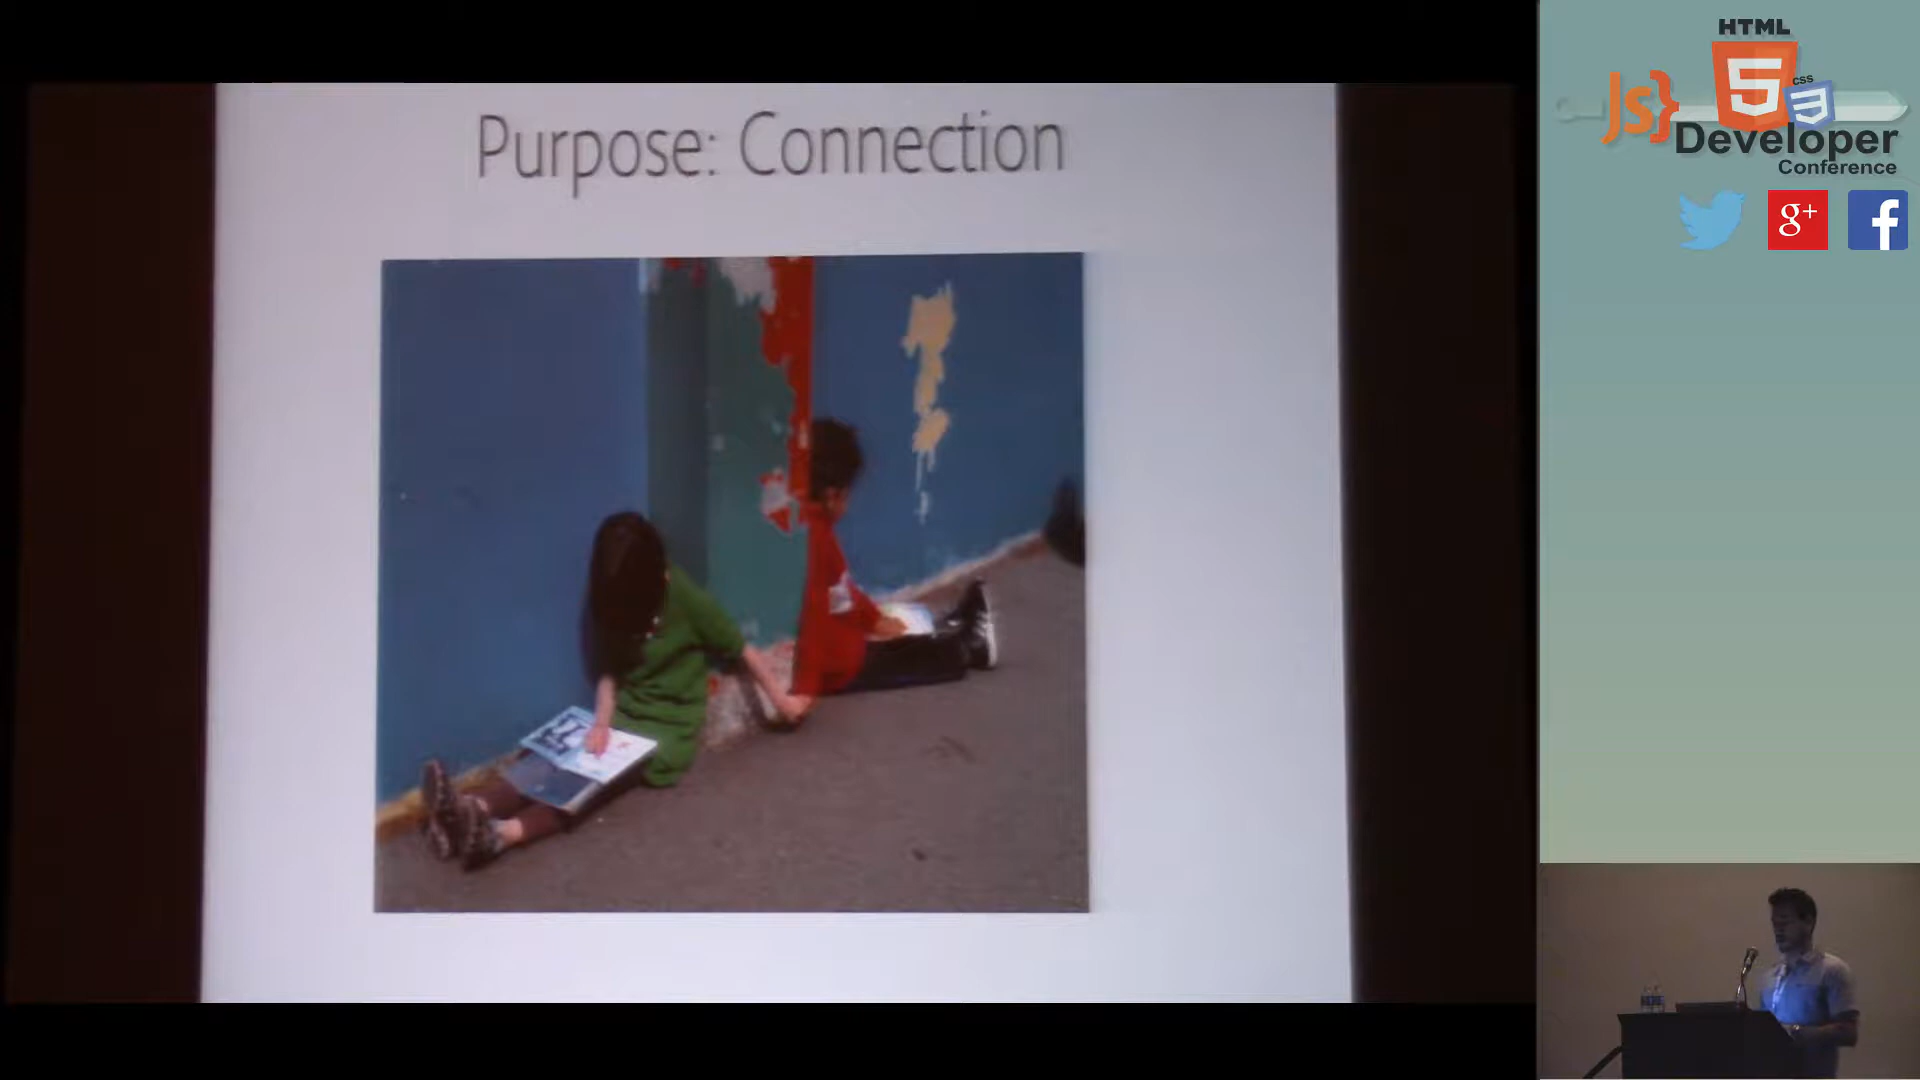 Purpose: Connection
HTML
JS}
5
CSS
3
Developer
Conference
g+
f